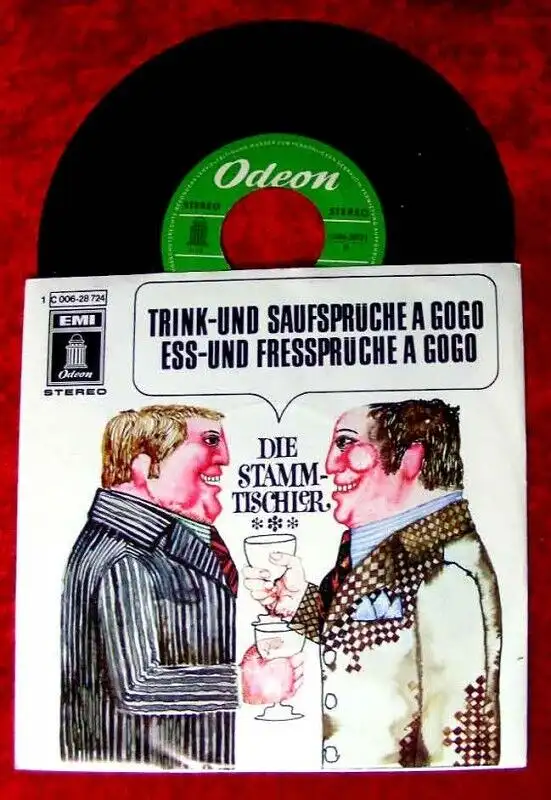 Odeon
STEREO STEREO
1 C 006-28 724
EMI
Odeon
STEREO
TRINK-UND SAUFSPRÜCHE A GOGO
ESS-UND FRESSPRÜCHE A GOGO
DIE
STAMM-
TISCHLER